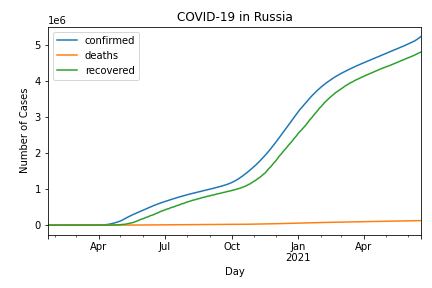 COVID-19 in Russia
1e6
confirmed
deaths
recovered
5
4
3
2
1
0
Number of Cases
Apr
Jul
Oct
Jan
2021
Apr
Day